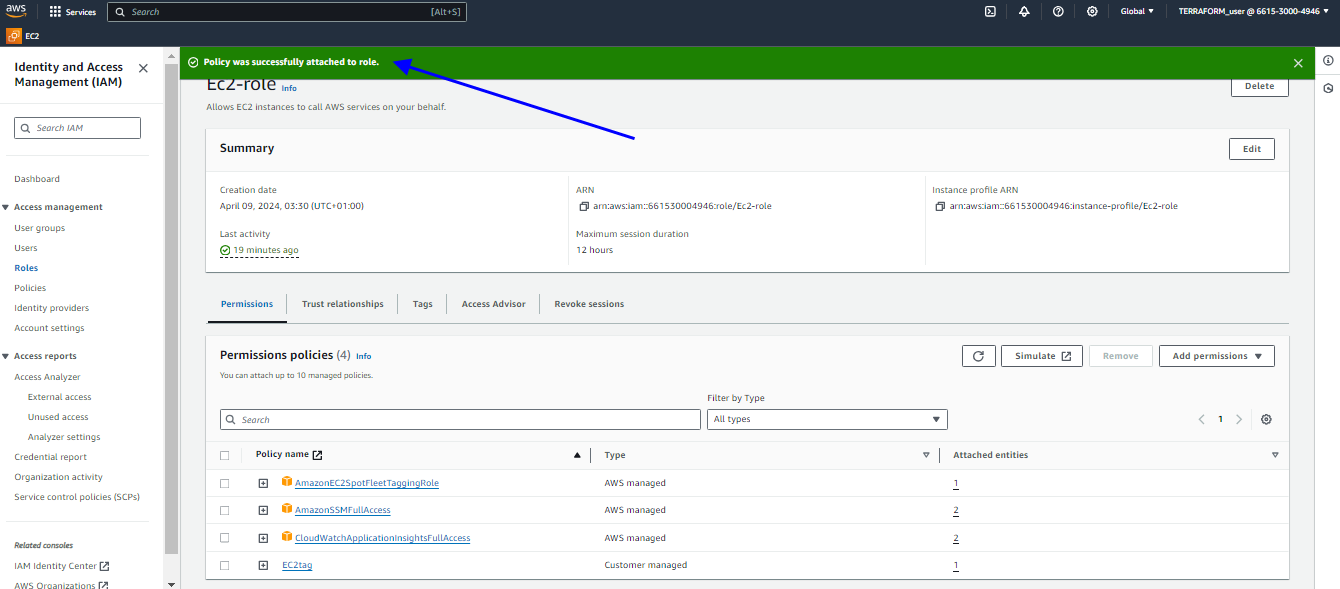 aws
Services
Search
[Alt+S]
Global
TERRAFORM_user @ 6615-3000-4946
EC2
Identity and Access
Management (IAM)
Search IAM
Dashboard
Access management
User groups
Users
Roles
Policies
Identity providers
Account settings
Access reports
Access Analyzer
External access
Unused access
Analyzer settings
Credential report
Organization activity
Service control policies (SCPs)
Related consoles
IAM Identity Center
AWS Organizations
Policy was successfully attached to role.
Ec2-role Info
Delete
Allows EC2 instances to call AWS services on your behalf.
Summary
Edit
Creation date
April 09, 2024, 03:30 (UTC+01:00)
Last activity
19 minutes ago
ARN
arn:aws:iam::661530004946:role/Ec2-role
Maximum session duration
12 hours
Instance profile ARN
arn:aws:iam::661530004946:instance-profile/Ec2-role
Permissions
Trust relationships
Tags
Access Advisor
Revoke sessions
Permissions policies (4) Info
You can attach up to 10 managed policies.
Simulate
Remove
Add permissions
Filter by Type
Search
All types
1
Policy name
Type
Attached entities
AmazonEC2SpotFleetTaggingRole
AWS managed
1
AmazonSSMFullAccess
AWS managed
2
CloudWatchApplicationInsightsFullAccess
AWS managed
2
EC2tag
Customer managed
1